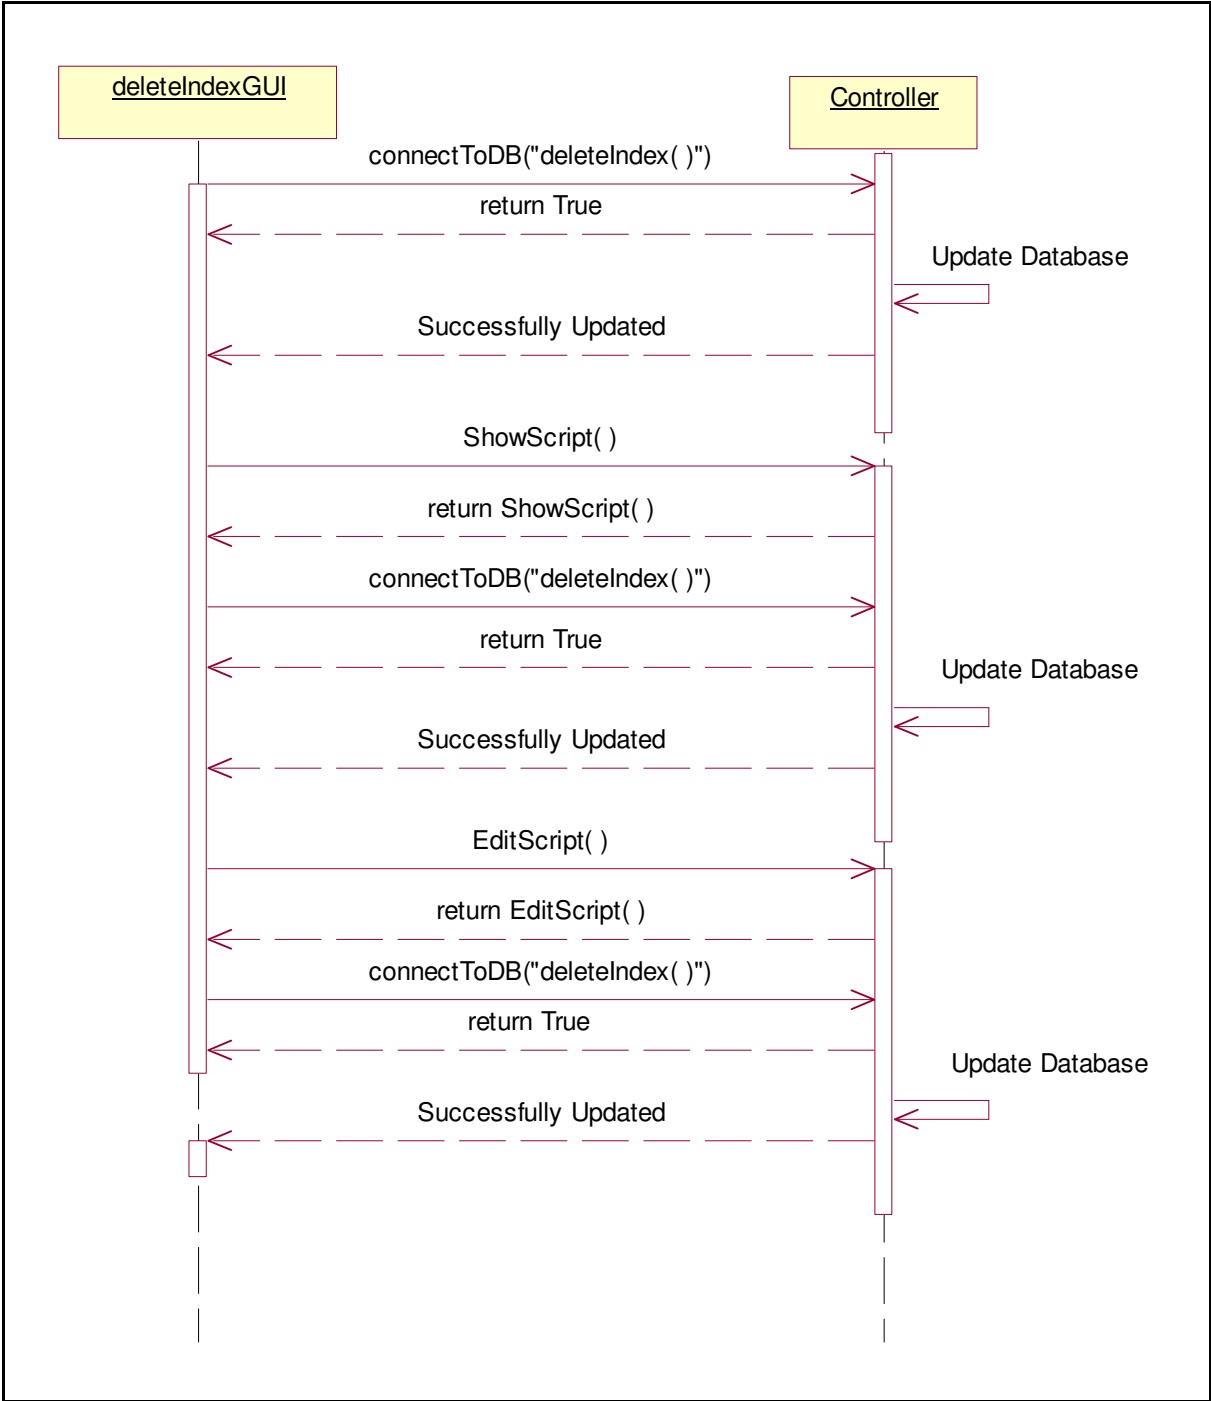 deleteIndexGUI
Controller
connectToDB("deleteIndex( )")
return True
Update Database
Successfully Updated
ShowScript( )
return ShowScript( )
connectToDB("deleteIndex( )")
return True
Update Database
Successfully Updated
EditScript( )
return EditScript( )
connectToDB("deleteIndex( )")
return True
Update Database
Successfully Updated